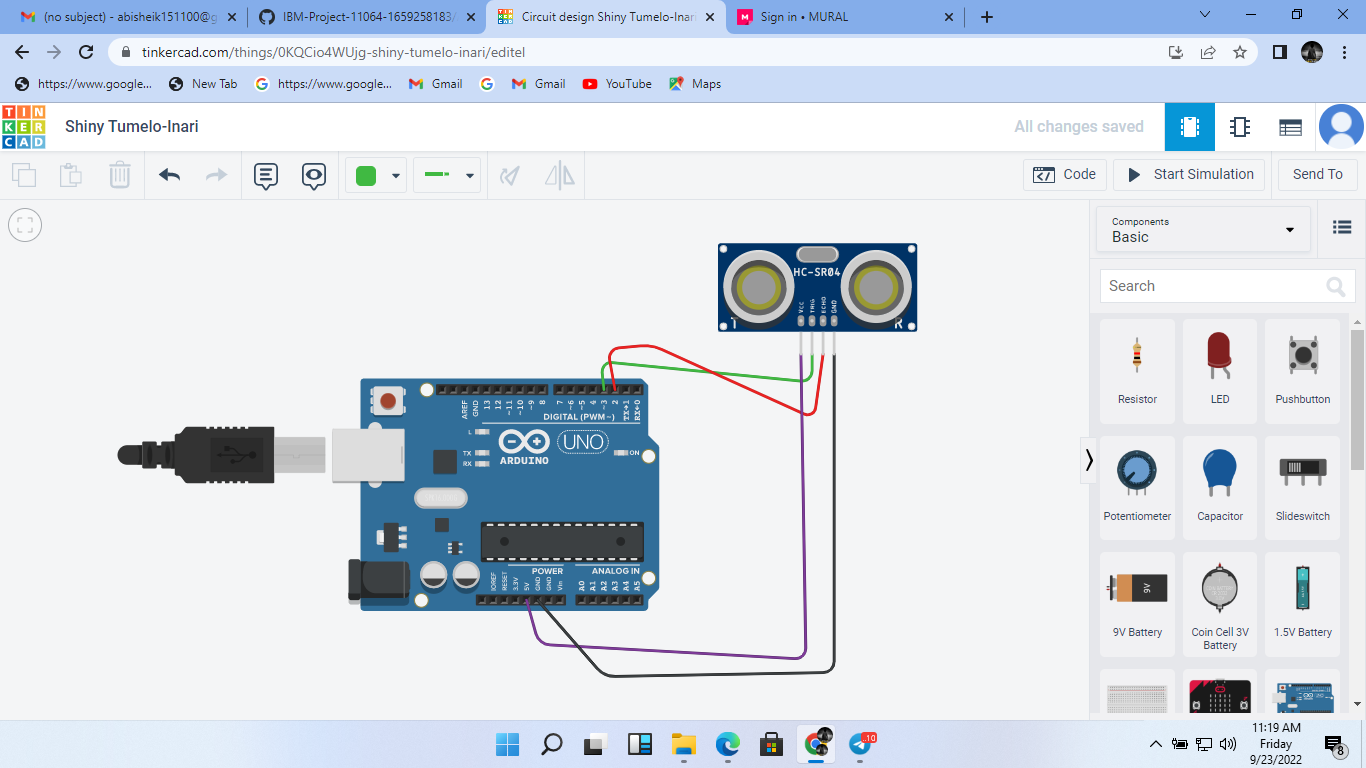 (no subject) - abisheik151100@g
IBM-Project-11064-1659258183/
Circuit design Shiny Tumelo-Inari
Sign in • MURAL
tinkercad.com/things/0KQCio4WUjg-shiny-tumelo-inari/editel
https://www.google... New Tab https://www.google... Gmail Gmail YouTube Maps
TIN
KER
CAD
Shiny Tumelo-Inari
All changes saved
Code
Start Simulation
Send To
Components
Basic
Search
Resistor LED Pushbutton
Potentiometer Capacitor Slideswitch
9V
9V Battery Coin Cell 3V Battery 1.5V Battery
HC-SR04
VCC TRIG ECHO GND
T R
AREF GND 13 12 ~11 ~10 ~9 8 7 ~6 ~5 4 ~3 2 TX→1 RX←0
DIGITAL (PWM~)
L
TX
RX
ARDUINO
UNO
ON
POWER ANALOG IN
IOREF RESET 3.3V 5V GND GND Vin A0 A1 A2 A3 A4 A5
10
11:19 AM
Friday
9/23/2022
8